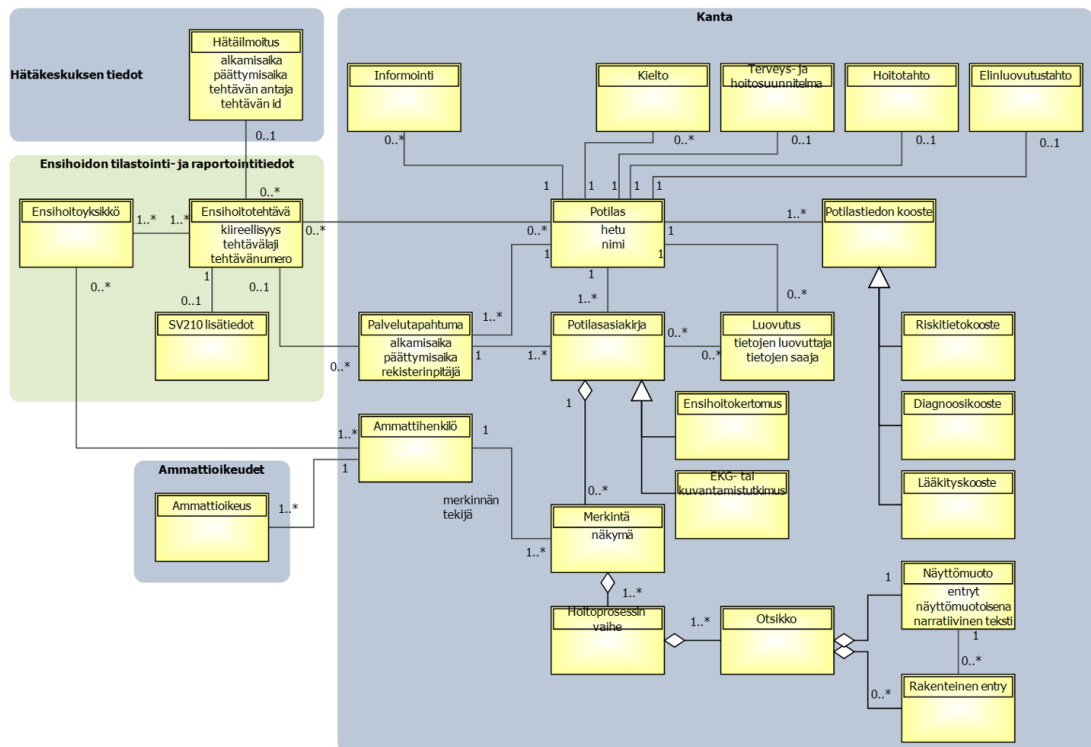 Kanta
Hätäkeskuksen tiedot
Hätäilmoitus
alkamisaika
päättymisaika
tehtävän antaja
tehtävän id
0..1
Informointi
0..*
Kielto
0..*
Terveys- ja
hoitosuunnitelma
0..1
Hoitotahto
0..1
Elinluovutustahto
0..1
Ensihoidon tilastointi- ja raportointitiedot
0..*
Ensihoitoyksikkö
1..*
1..*
0..*
Ensihoitotehtävä
kiireellisyys
tehtävälaji
tehtävänumero
0..*
1
0..1
0..1
SV210 lisätiedot
1
1
1
1
1
Potilas
hetu
nimi
0..*
1
1
1
1
1..*
Potilastiedon kooste
1..*
Palvelutapahtuma
alkamisaika
päättymisaika
rekisterinpitäjä
0..*
1
1..*
1..*
Potilasasiakirja
0..*
0..*
0..*
Luovutus
tietojen luovuttaja
tietojen saaja
Riskitietokooste
1
Ensihoitokertomus
Diagnoosikooste
1..*
1
Ammattihenkilö
1
EKG- tai
kuvantamistutkimus
Lääkityskooste
Ammattioikeudet
Ammattioikeus
1..*
merkinnän
tekijä
0..*
1..*
Merkintä
näkymä
1..*
Hoitoprosessin
vaihe
1..*
Otsikko
1
Näyttömuoto
entryt
näyttömuotoisena
narratiivinen teksti
1
0..*
0..*
Rakenteinen entry